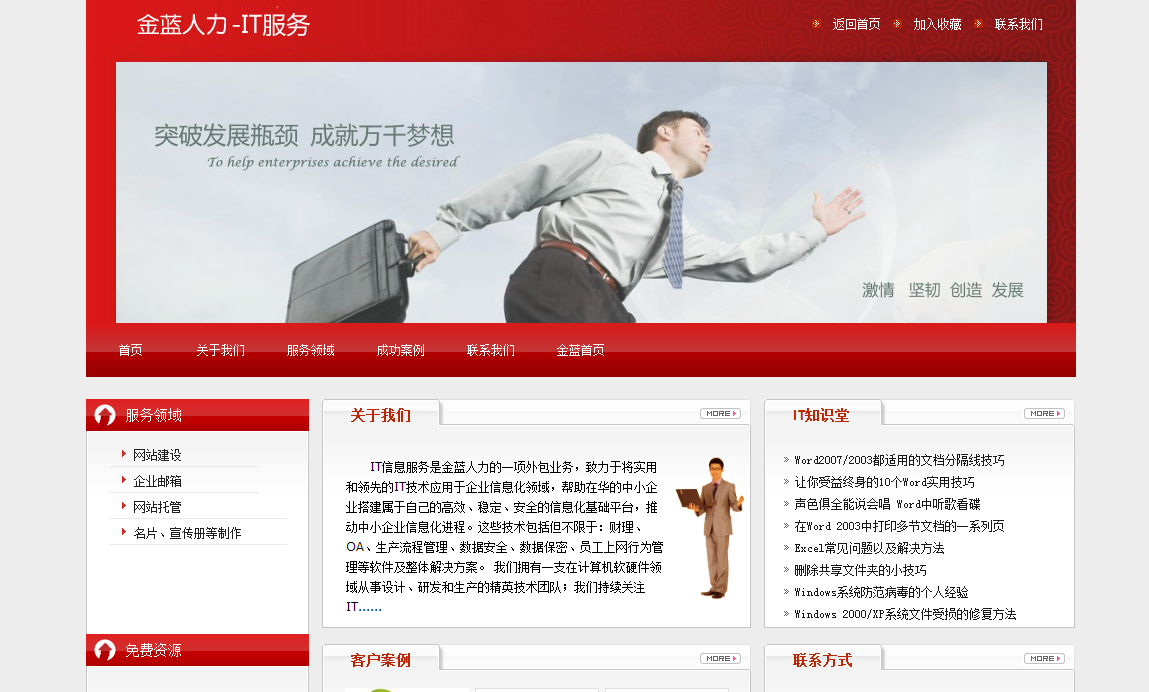 金蓝人力-IT服务
返回首页
加入收藏
联系我们
突破发展瓶颈 成就万千梦想
To help enterprises achieve the desired
激情 坚韧 创造 发展
首页
关于我们
服务领域
成功案例
联系我们
金蓝首页
服务领域
网站建设
企业邮箱
网站托管
名片、宣传册等制作
免费资源
关于我们
MORE
IT信息服务是金蓝人力的一项外包业务，致力于将实用
和领先的IT技术应用于企业信息化领域，帮助在华的中小企
业搭建属于自己的高效、稳定、安全的信息化基础平台，推
动中小企业信息化进程。这些技术包括但不限于：财理、
OA、生产流程管理、数据安全、数据保密、员工上网行为管
理等软件及整体解决方案。 我们拥有一支在计算机软硬件领
域从事设计、研发和生产的精英技术团队；我们持续关注
IT......
IT知识堂
MORE
Word2007/2003都适用的文档分隔线技巧
让你受益终身的10个Word实用技巧
声色俱全能说会唱 Word中听歌看碟
在Word 2003中打印多节文档的一系列页
Excel常见问题以及解决方法
删除共享文件夹的小技巧
Windows系统防范病毒的个人经验
Windows 2000/XP系统文件受损的修复方法
客户案例
MORE
联系方式
MORE